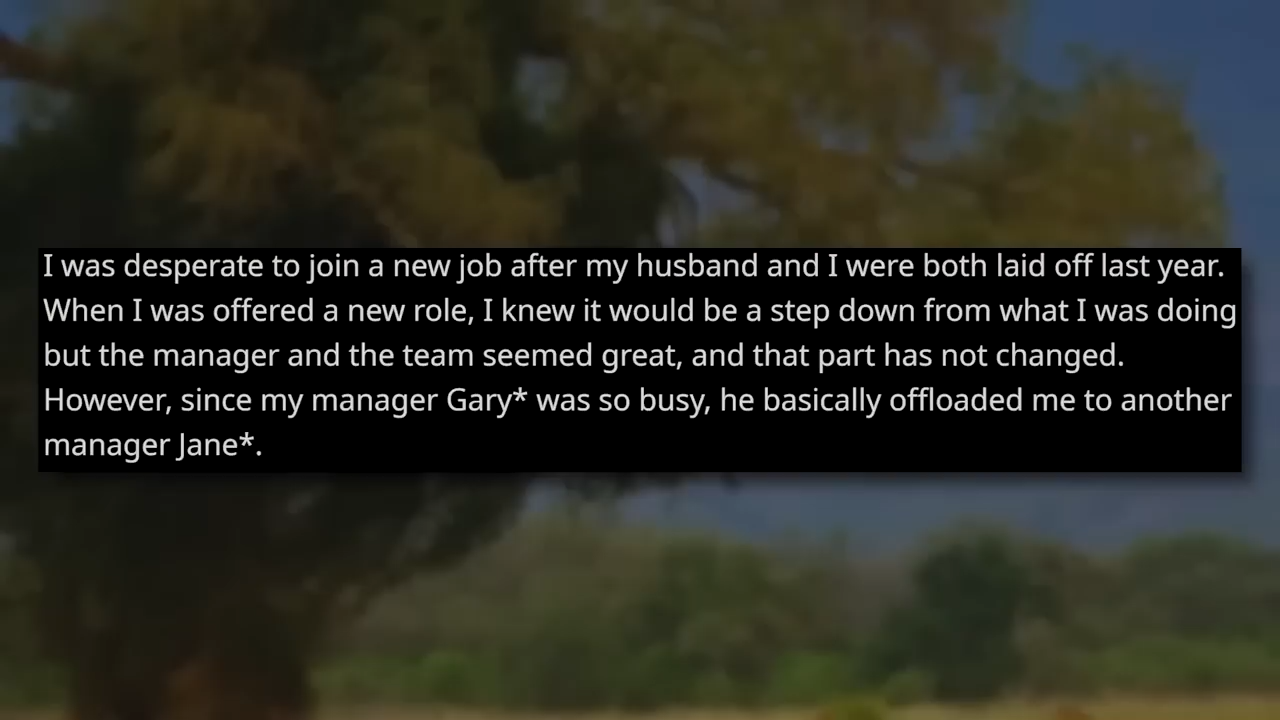 I was desperate to join a new job after my husband and I were both laid off last year.
When I was offered a new role, I knew it would be a step down from what I was doing
but the manager and the team seemed great, and that part has not changed.
However, since my manager Gary* was so busy, he basically offloaded me to another
manager Jane*.